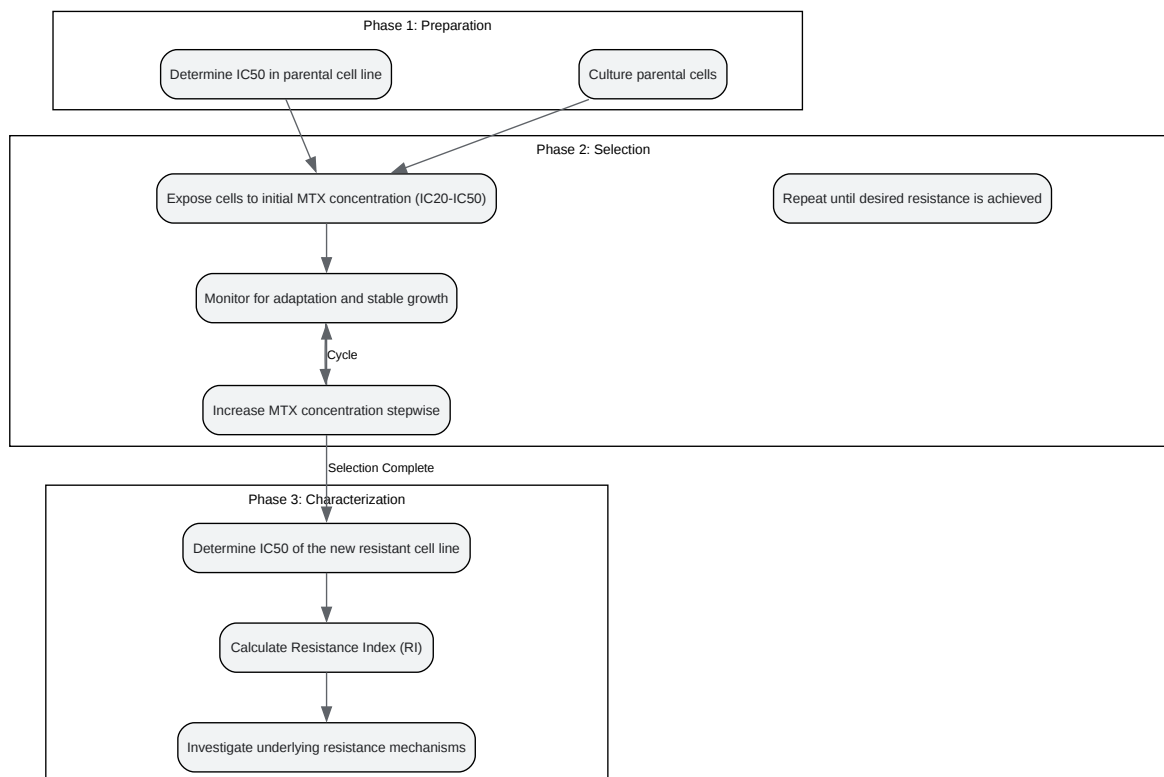 Phase 1: Preparation
Determine IC50 in parental cell line
Culture parental cells
Phase 2: Selection
Expose cells to initial MTX concentration (IC20-IC50)
Repeat until desired resistance is achieved
Monitor for adaptation and stable growth
Cycle
Increase MTX concentration stepwise
Selection Complete
Phase 3: Characterization
Determine IC50 of the new resistant cell line
Calculate Resistance Index (RI)
Investigate underlying resistance mechanisms